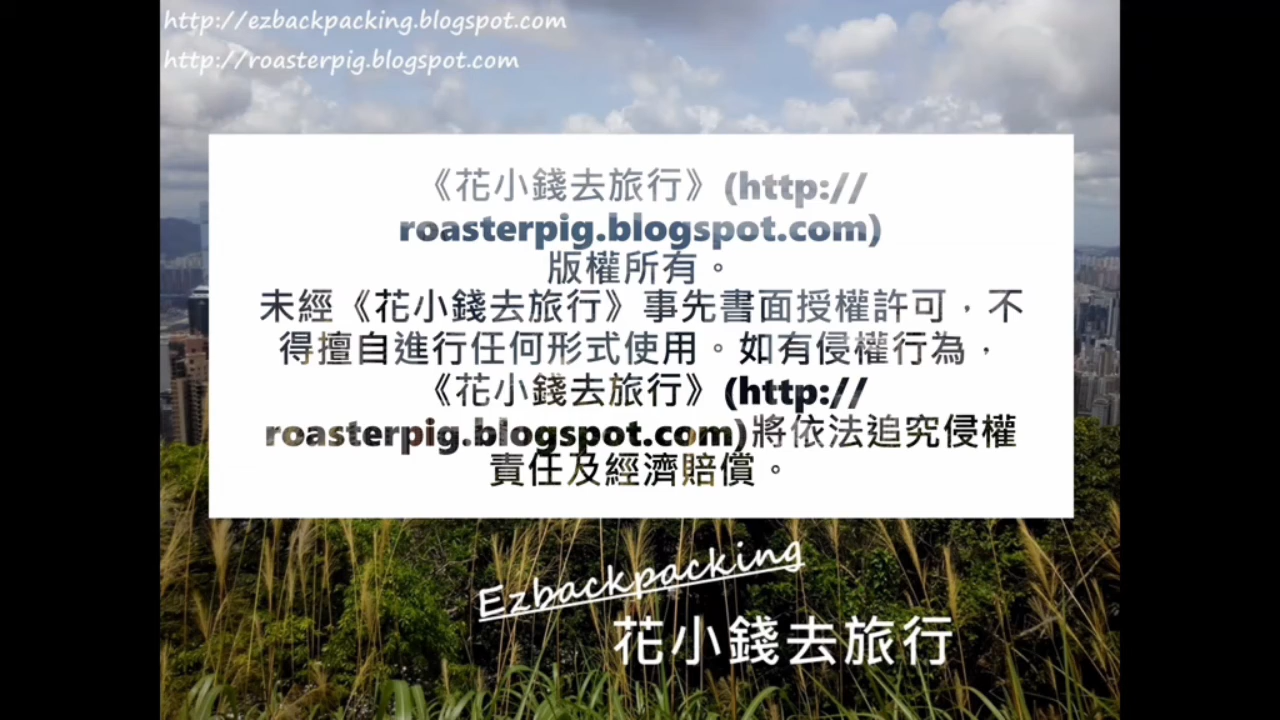 http://ezbackpacking.blogspot.com
http://roasterpig.blogspot.com
《花小錢去旅行》(http://
roasterpig.blogspot.com)
版權所有。
未經《花小錢去旅行》事先書面授權許可，不
得擅自進行任何形式使用。如有侵權行為，
《花小錢去旅行》(http://
roasterpig.blogspot.com)將依法追究侵權
責任及經濟賠償。
Ezbackpacking
花小錢去旅行